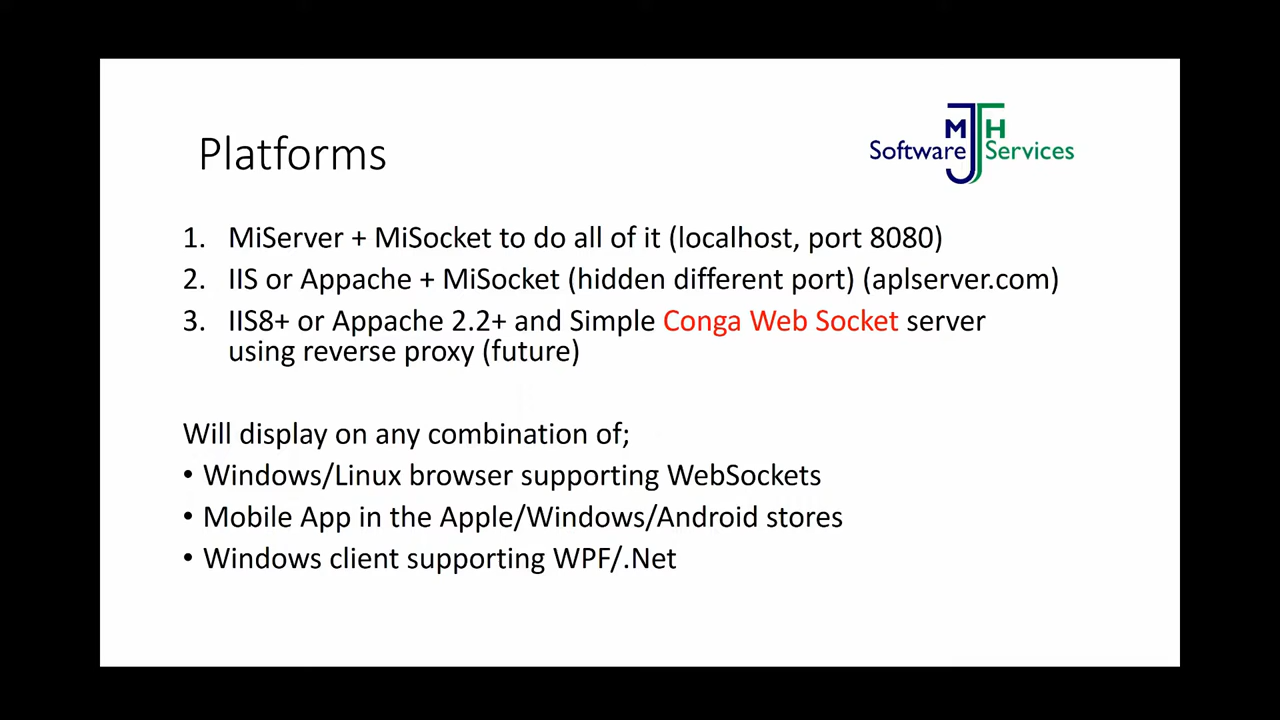 Platforms
MJH
Software Services
1. MiServer + MiSocket to do all of it (localhost, port 8080)
2. IIS or Appache + MiSocket (hidden different port) (aplserver.com)
3. IIS8+ or Appache 2.2+ and Simple Conga Web Socket server
using reverse proxy (future)
Will display on any combination of;
• Windows/Linux browser supporting WebSockets
• Mobile App in the Apple/Windows/Android stores
• Windows client supporting WPF/.Net